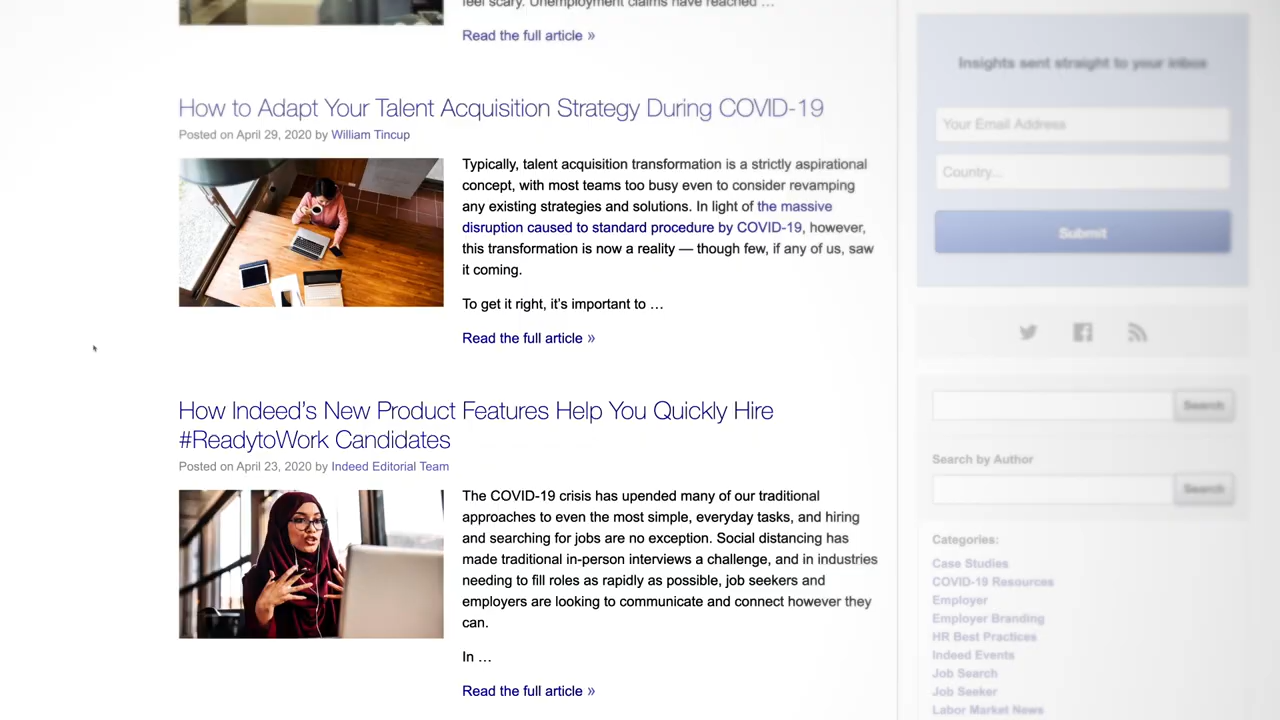 feel scary. Unemployment claims have reached …
Read the full article »
How to Adapt Your Talent Acquisition Strategy During COVID-19
Posted on April 29, 2020 by William Tincup
Typically, talent acquisition transformation is a strictly aspirational
concept, with most teams too busy even to consider revamping
any existing strategies and solutions. In light of the massive
disruption caused to standard procedure by COVID-19, however,
this transformation is now a reality — though few, if any of us, saw
it coming.
To get it right, it’s important to …
Read the full article »
How Indeed’s New Product Features Help You Quickly Hire
#ReadytoWork Candidates
Posted on April 23, 2020 by Indeed Editorial Team
The COVID-19 crisis has upended many of our traditional
approaches to even the most simple, everyday tasks, and hiring
and searching for jobs are no exception. Social distancing has
made traditional in-person interviews a challenge, and in industries
needing to fill roles as rapidly as possible, job seekers and
employers are looking to communicate and connect however they
can.
In …
Read the full article »
Insights sent straight to your inbox
Your Email Address
Country...
Submit
Search
Search by Author
Search
Categories:
Case Studies
COVID-19 Resources
Employer
Employer Branding
HR Best Practices
Indeed Events
Job Search
Job Seeker
Labor Market News